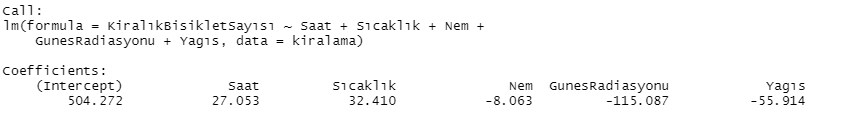 Call:
lm(formula = KiralıkBisikletSayısı ~ Saat + Sıcaklık + Nem +
GunesRadiasyonu + Yagıs, data = kiralama)
Coefficients:
(Intercept) Saat Sıcaklık Nem GunesRadiasyonu Yagıs
504.272 27.053 32.410 -8.063 -115.087 -55.914